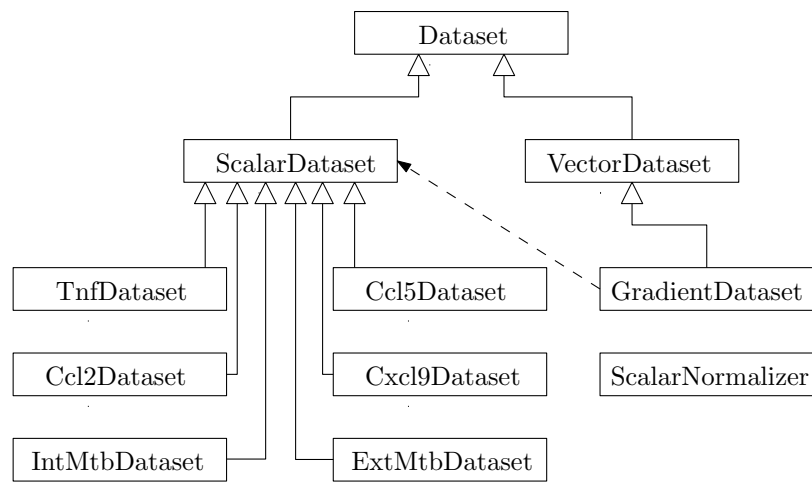 Dataset
ScalarDataset
VectorDataset
TnfDataset
Ccl5Dataset
GradientDataset
Ccl2Dataset
Cxcl9Dataset
ScalarNormalizer
IntMtbDataset
ExtMtbDataset